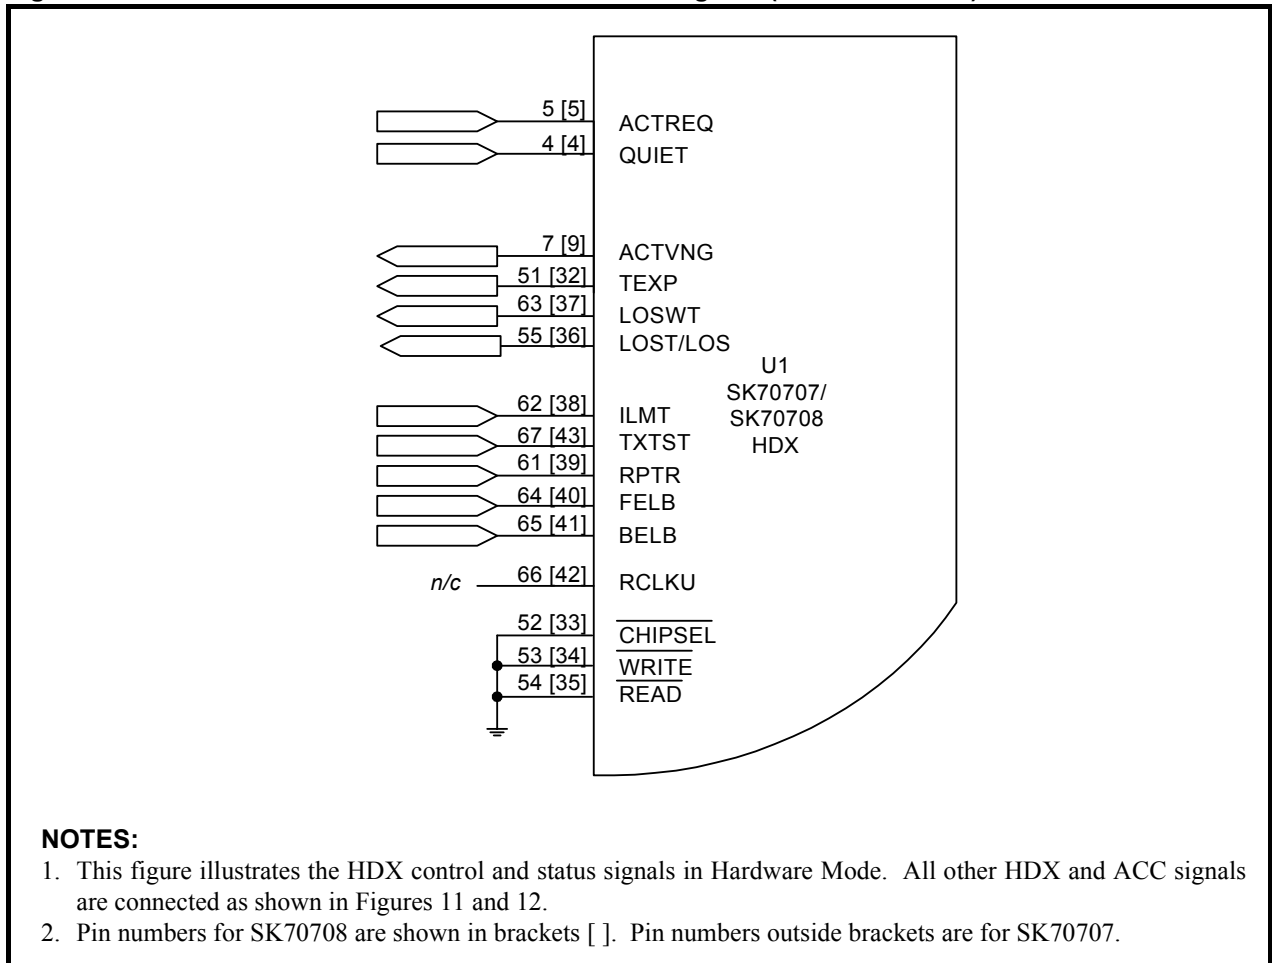 5 [5]
ACTREQ
4 [4]
QUIET
7 [9]
ACTVNG
51 [32]
TEXP
63 [37]
LOSWT
55 [36]
LOST/LOS
U1
SK70707/
SK70708
HDX
62 [38]
ILMT
67 [43]
TXTST
61 [39]
RPTR
64 [40]
FELB
65 [41]
BELB
n/c
66 [42]
RCLKU
52 [33]
CHIPSEL
53 [34]
WRITE
54 [35]
READ
NOTES:
1. This figure illustrates the HDX control and status signals in Hardware Mode. All other HDX and ACC signals
are connected as shown in Figures 11 and 12.
2. Pin numbers for SK70708 are shown in brackets [ ]. Pin numbers outside brackets are for SK70707.